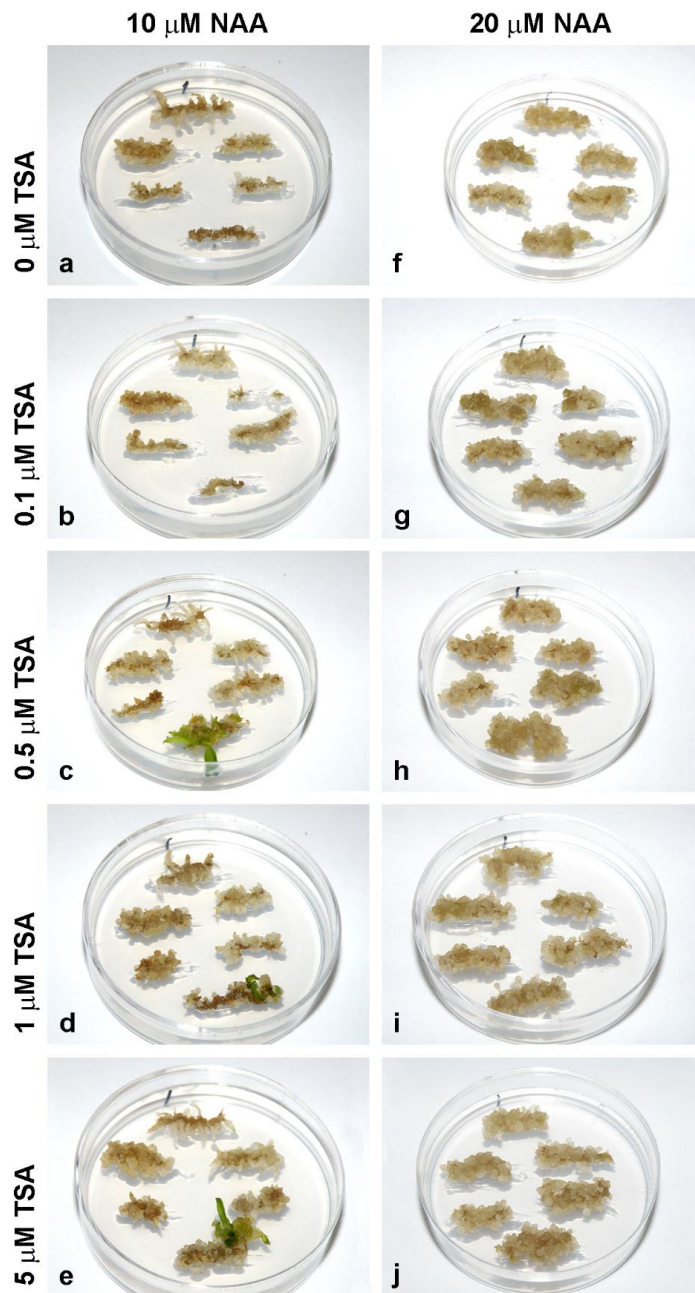 10 μM NAA 20 μM NAA
0 μM TSA
a f
0.1 μM TSA
b g
0.5 μM TSA
c h
1 μM TSA
d i
5 μM TSA
e j